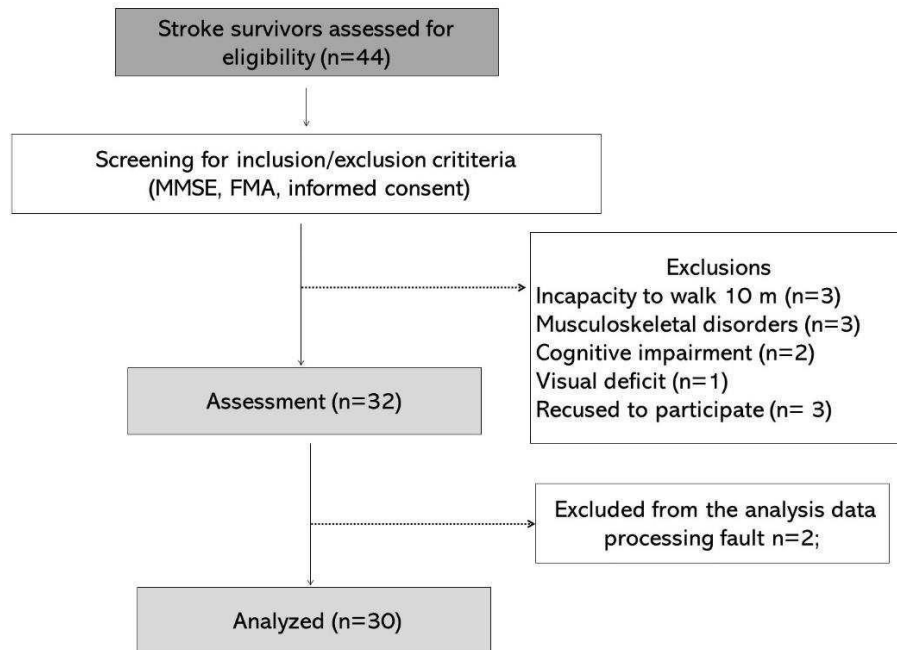 Stroke survivors assessed for
eligibility (n=44)
Screening for inclusion/exclusion crititeria
(MMSE, FMA, informed consent)
Exclusions
Incapacity to walk 10 m (n=3)
Musculoskeletal disorders (n=3)
Cognitive impairment (n=2)
Visual deficit (n=1)
Recused to participate (n= 3)
Assessment (n=32)
Excluded from the analysis data
processing fault n=2;
Analyzed (n=30)